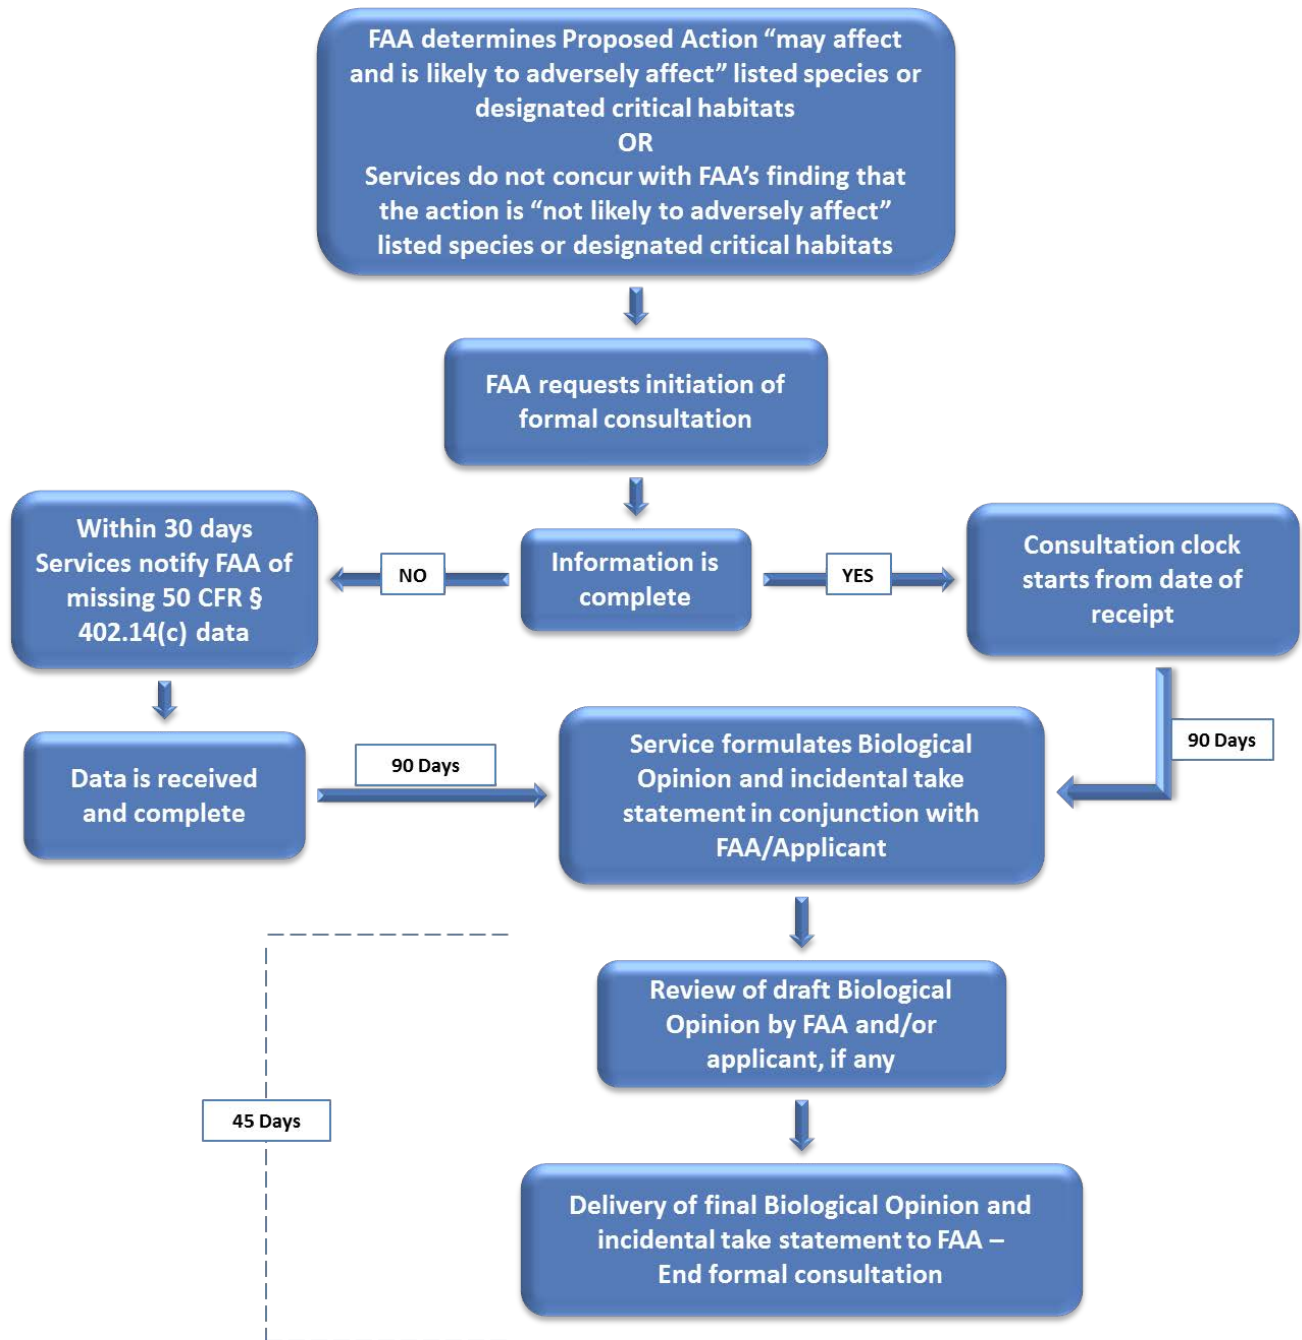 FAA determines Proposed Action “may affect
and is likely to adversely affect” listed species or
designated critical habitats
OR
Services do not concur with FAA’s finding that
the action is “not likely to adversely affect”
listed species or designated critical habitats
FAA requests initiation of
formal consultation
Within 30 days
Services notify FAA of
missing 50 CFR §
402.14(c) data
NO
Information is
complete
YES
Consultation clock
starts from date of
receipt
Data is received
and complete
90 Days
Service formulates Biological
Opinion and incidental take
statement in conjunction with
FAA/Applicant
90 Days
Review of draft Biological
Opinion by FAA and/or
applicant, if any
45 Days
Delivery of final Biological Opinion and
incidental take statement to FAA –
End formal consultation